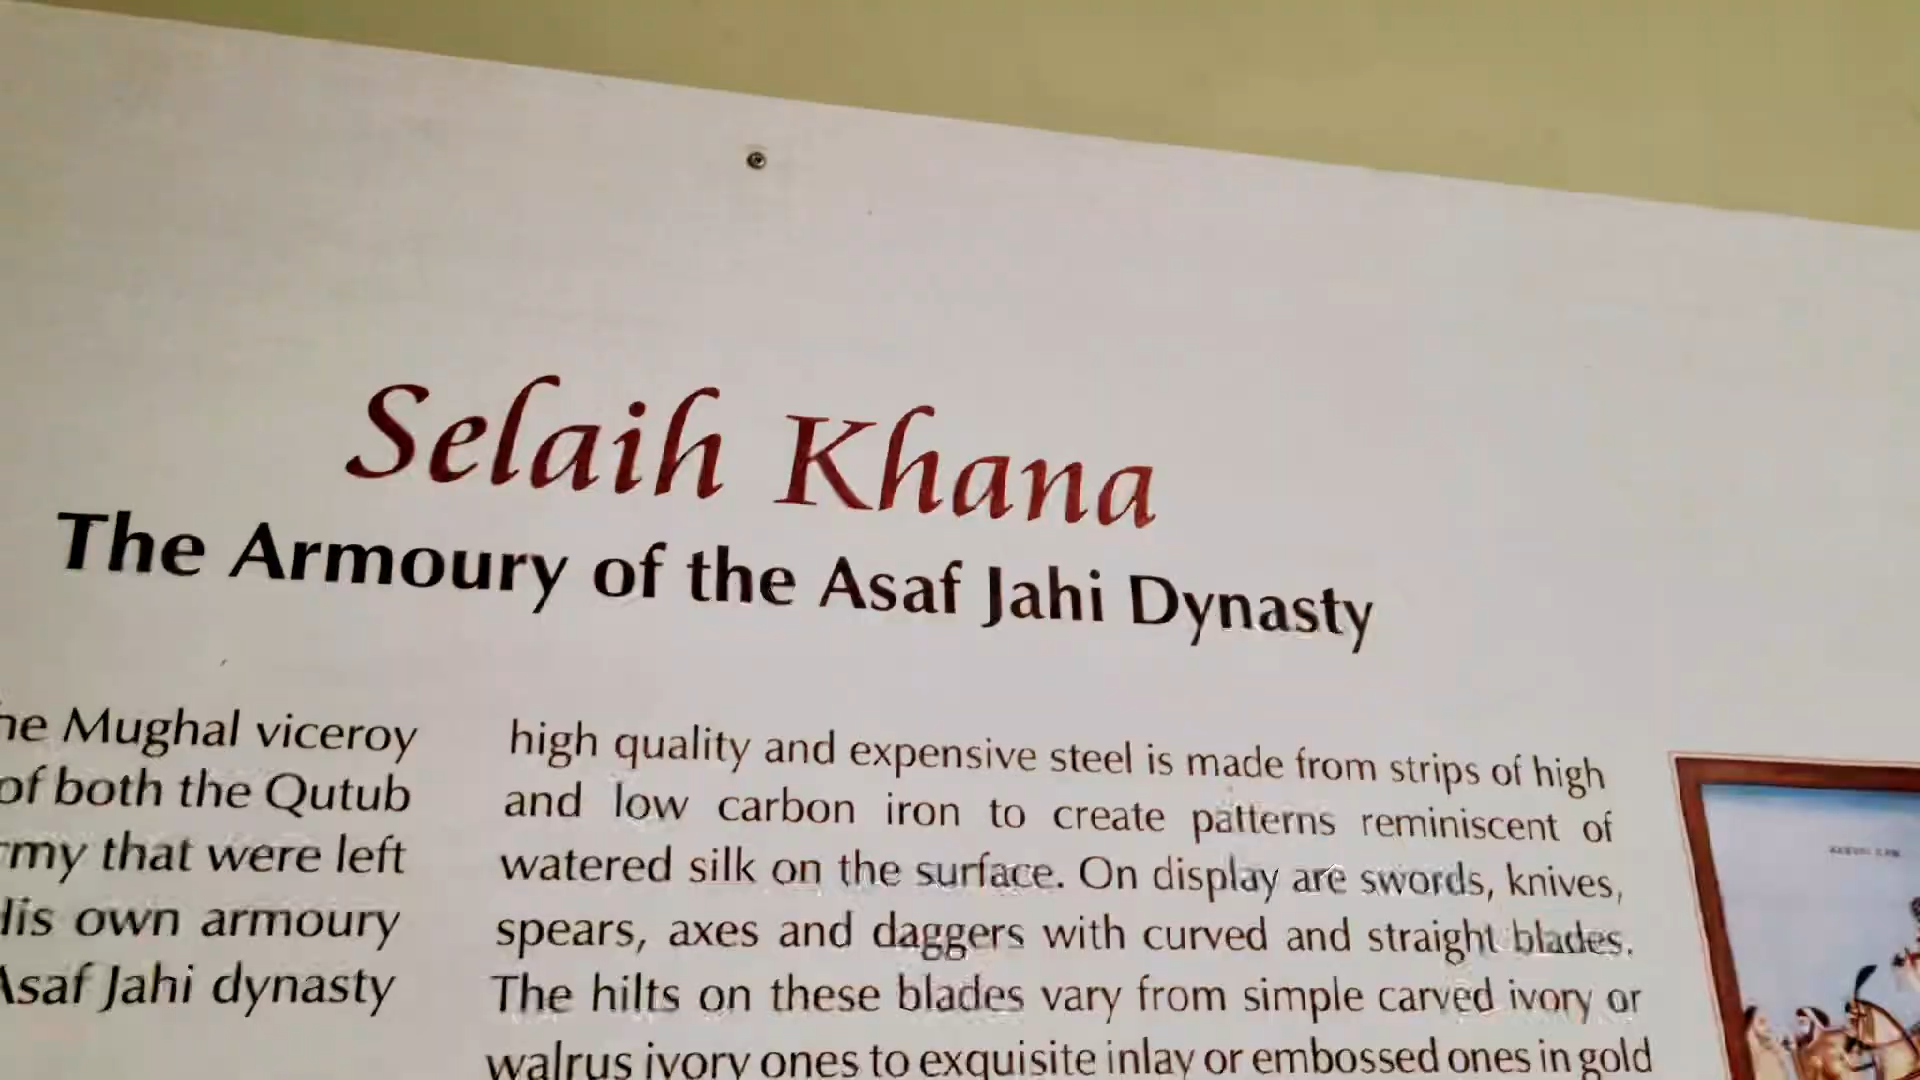 Selaih Khana
The Armoury of the Asaf Jahi Dynasty
he Mughal viceroy
of both the Qutub
rmy that were left
His own armoury
Asaf Jahi dynasty
high quality and expensive steel is made from strips of high
and low carbon iron to create patterns reminiscent of
watered silk on the surface. On display are swords, knives,
spears, axes and daggers with curved and straight blades.
The hilts on these blades vary from simple carved ivory or
walrus ivory ones to exquisite inlay or embossed ones in gold